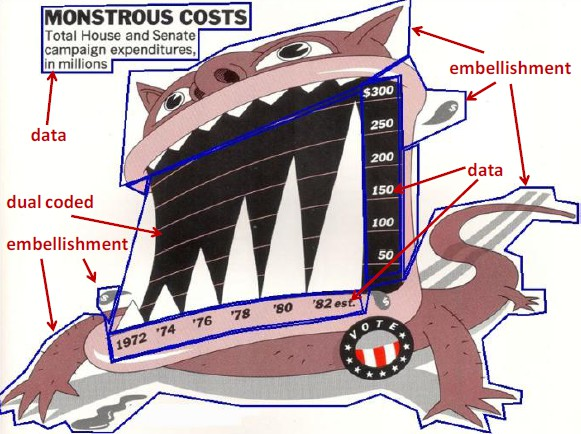 MONSTROUS COSTS
Total House and Senate
campaign expenditures,
in millions
embellishment
data
$300
250
200
150
100
50
data
dual coded
embellishment
1972 '74 '76 '78 '80 '82 est.
VOTE
$
$
$